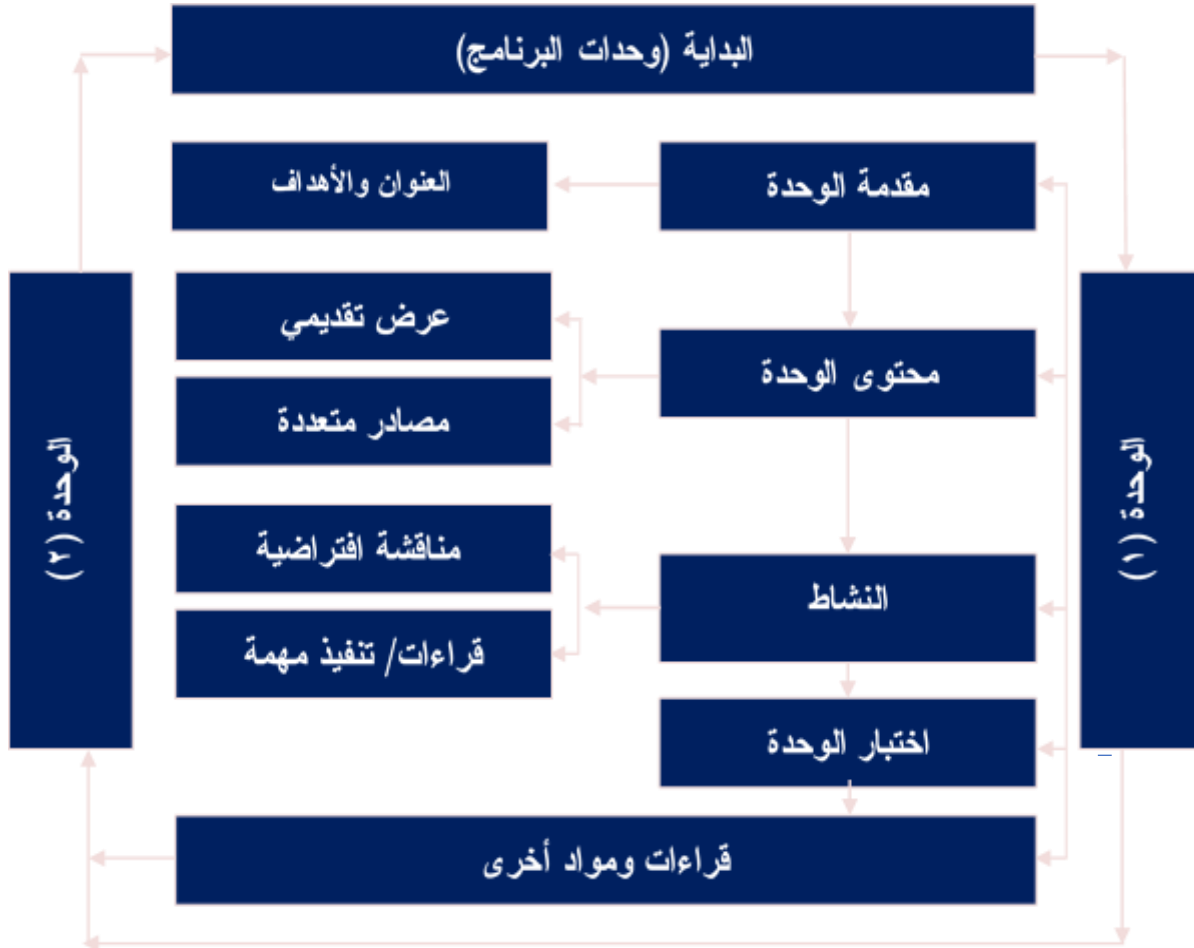 البداية (وحدات البرنامج)
مقدمة الوحدة
العنوان والأهداف
الوحدة (١)
محتوى الوحدة
عرض تقديمي
مصادر متعددة
النشاط
مناقشة افتراضية
قراءات/ تنفيذ مهمة
اختبار الوحدة
قراءات ومواد أخرى
الوحدة (٢)